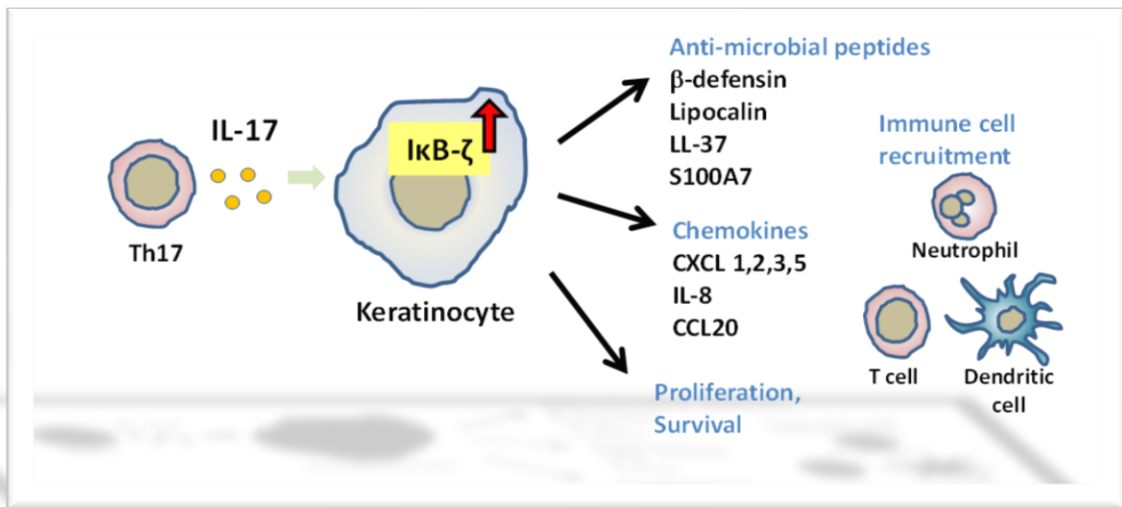 IL-17
Th17
IκB-ζ
Keratinocyte
Anti-microbial peptides
β-defensin
Lipocalin
LL-37
S100A7
Chemokines
CXCL 1,2,3,5
IL-8
CCL20
Proliferation,
Survival
Immune cell
recruitment
Neutrophil
T cell
Dendritic
cell